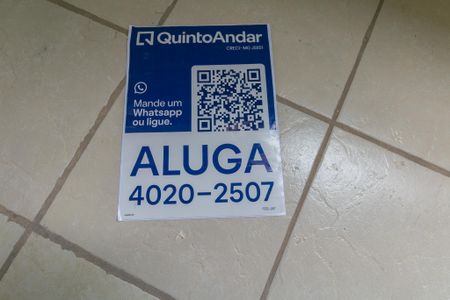 QuintoAndar
Mande um
Whatsapp
ou ligue.
ALUGA
4020-2507